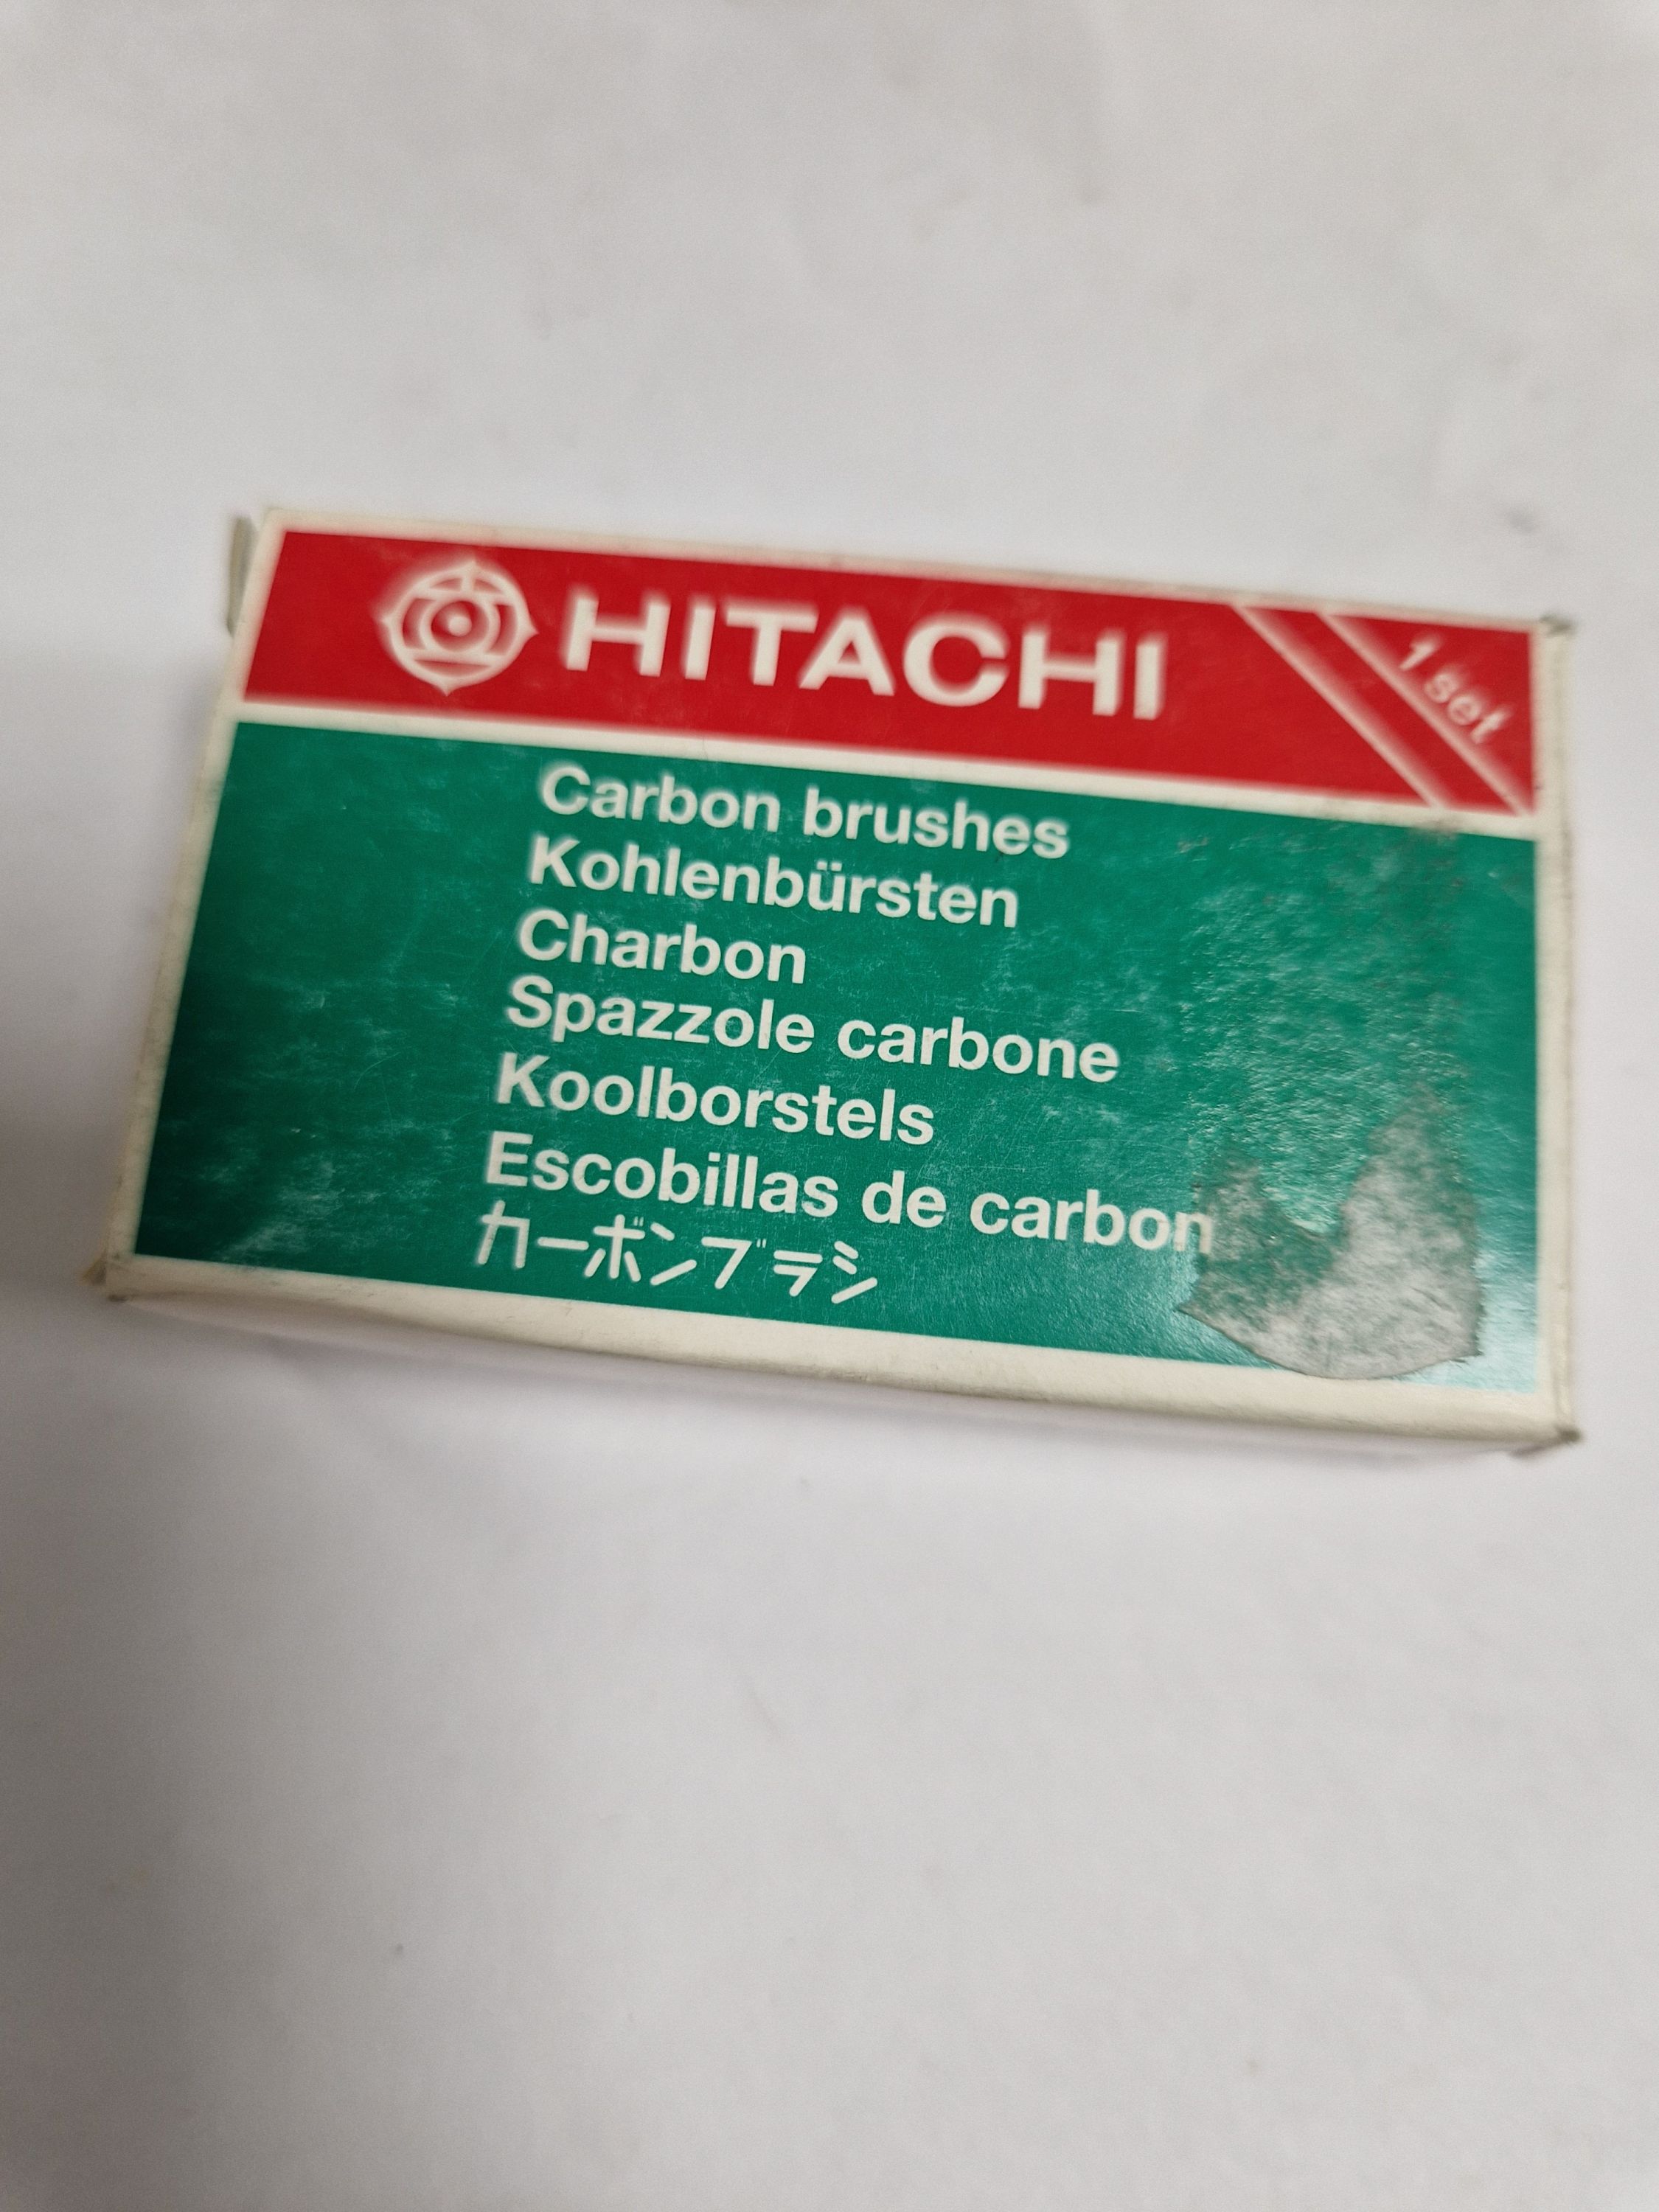 HITACHI
1 set
Carbon brushes
Kohlenbürsten
Charbon
Spazzole carbone
Koolborstels
Escobillas de carbon
カーボンブラシ